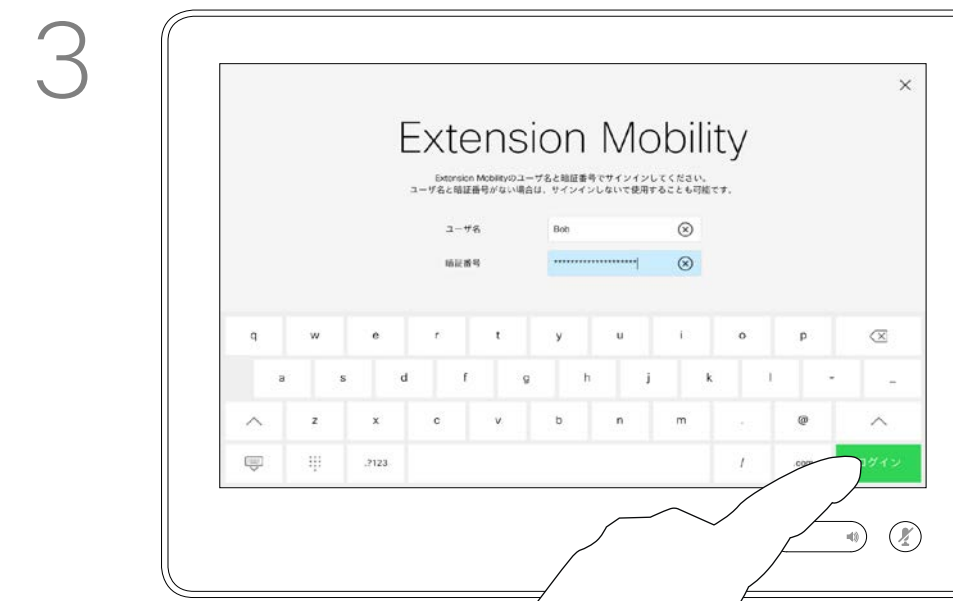 3
Extension Mobility
Extension Mobilityのユーザ名と暗証番号でサインインしてください。
ユーザ名と暗証番号がない場合は、サインインしないで使用することも可能です。
ユーザ名 Bob
暗証番号 ********************
q w e r t y u i o p
a s d f g h j k l - _
z x c v b n m . @
.?123 / .com ログイン